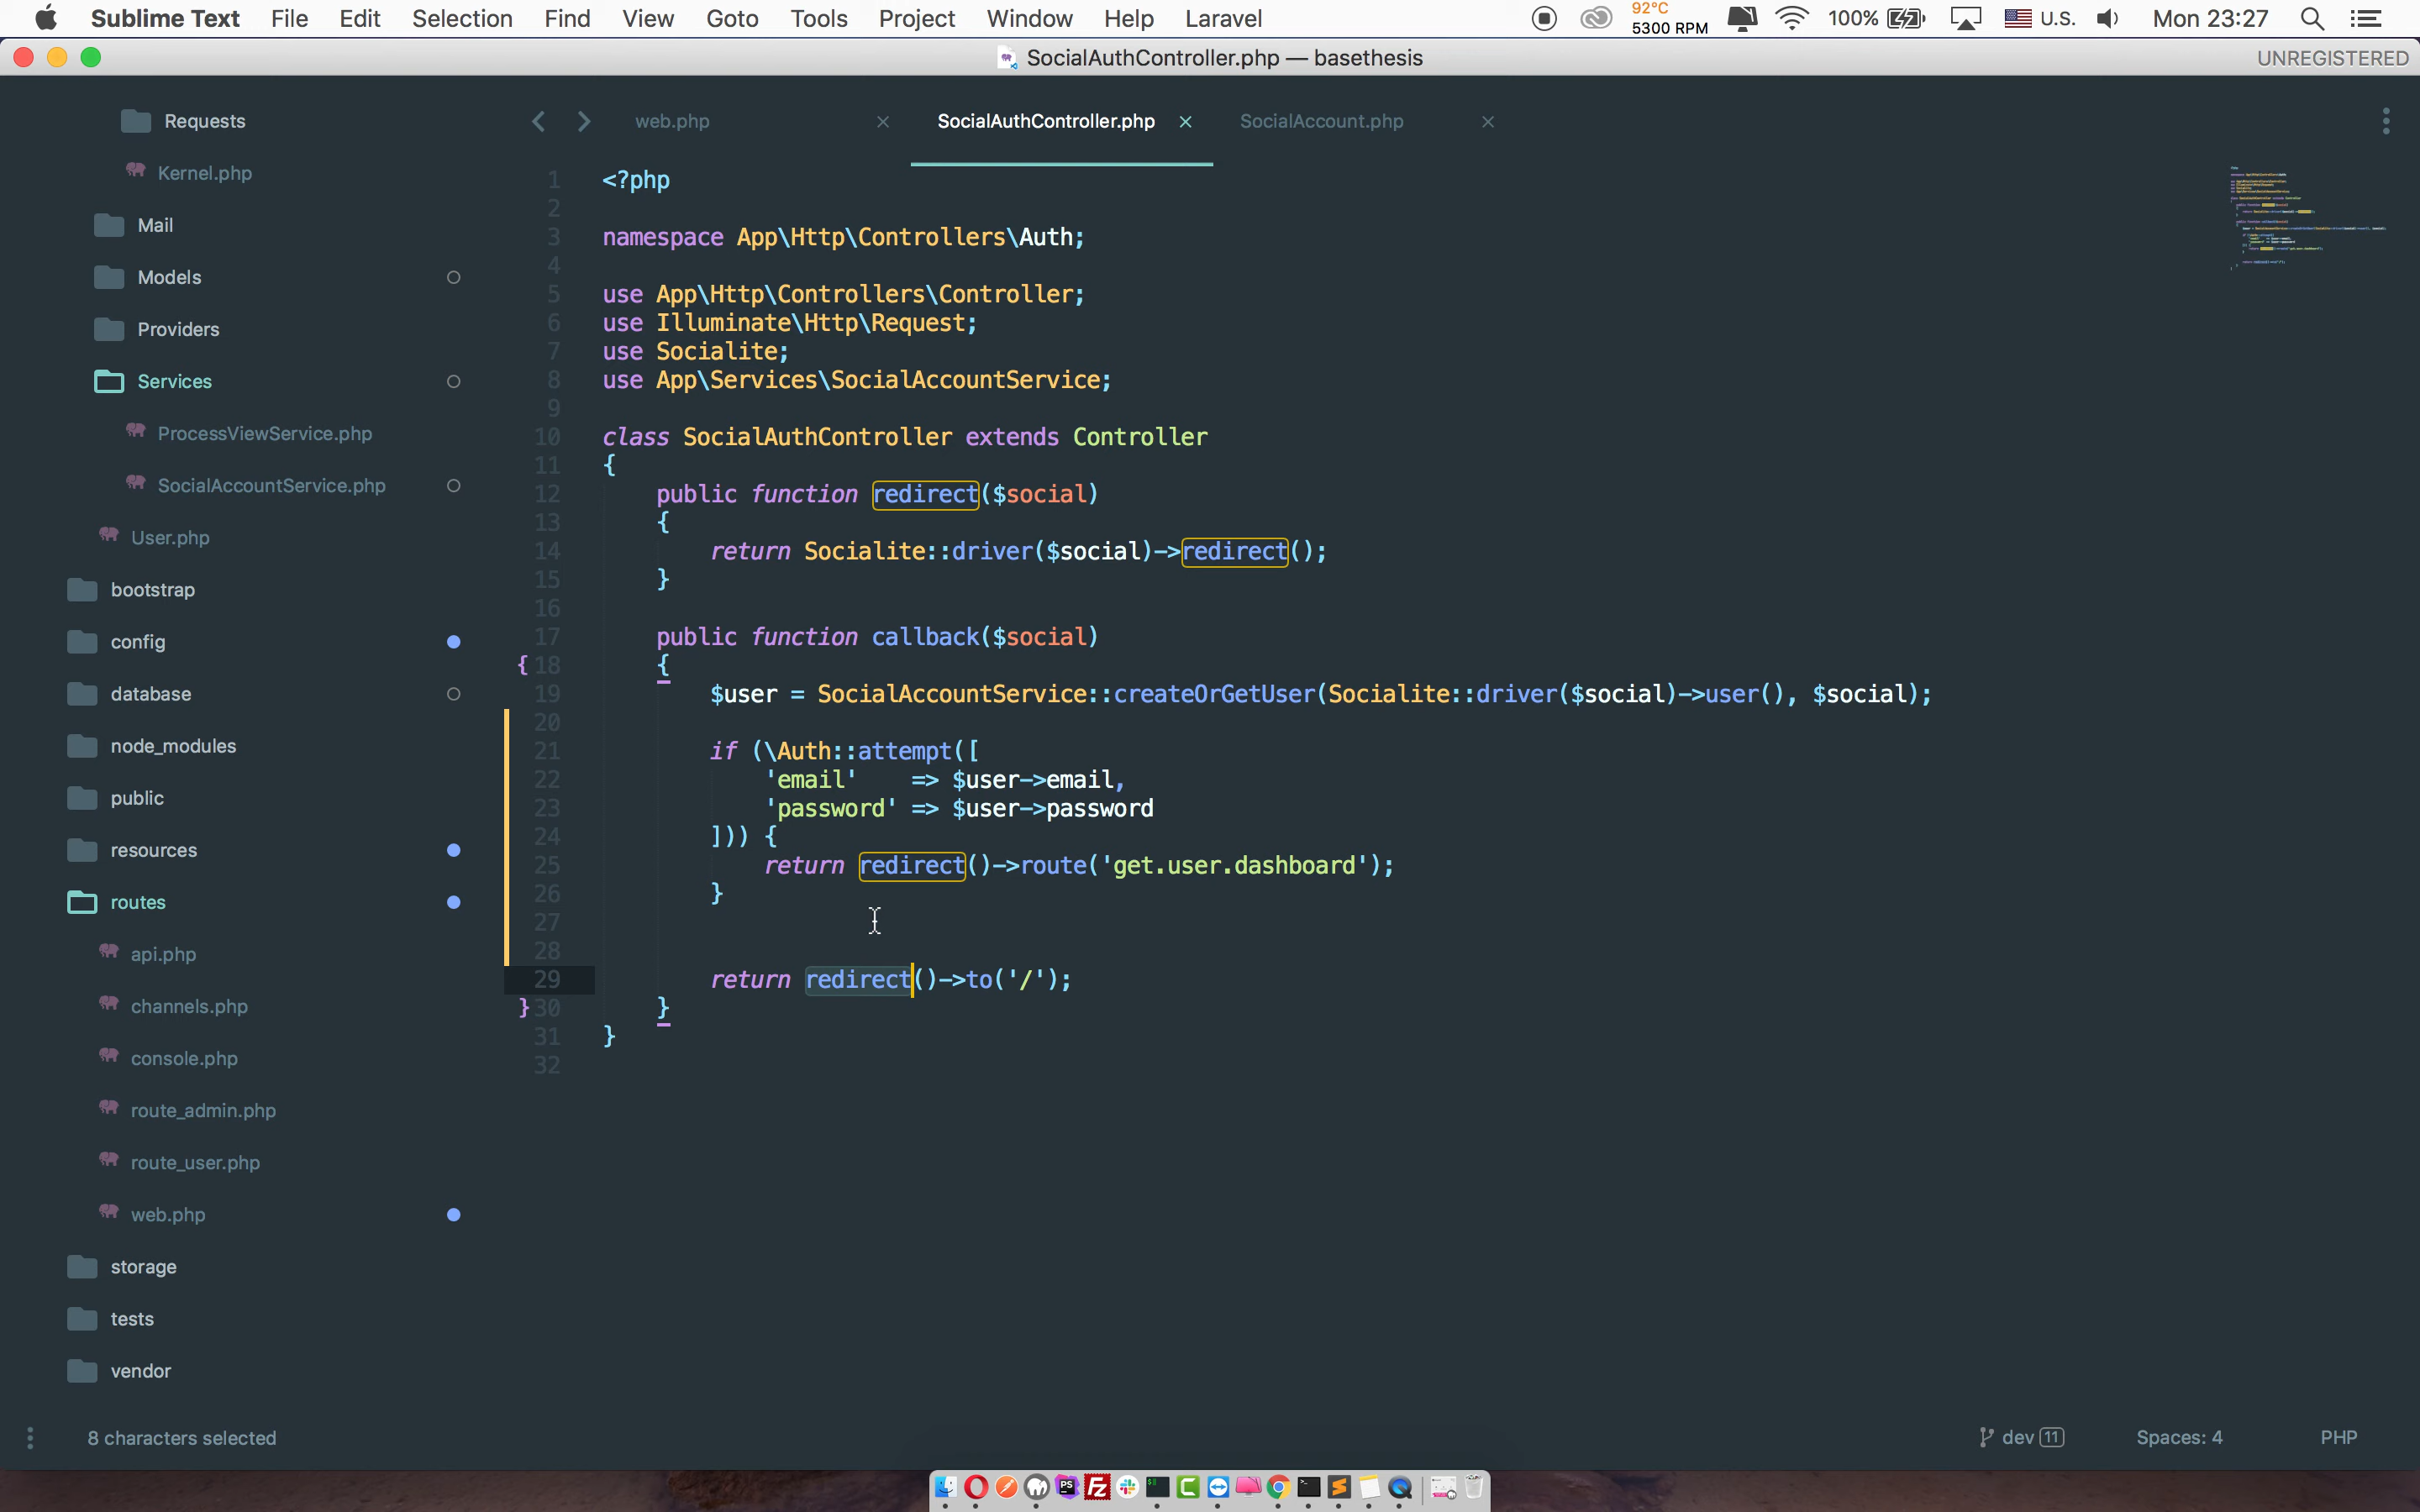 Sublime Text File Edit Selection Find View Goto Tools Project Window Help Laravel 92°C 5300 RPM 100% U.S. Mon 23:27
SocialAuthController.php — basethesis UNREGISTERED
web.php SocialAuthController.php SocialAccount.php
Requests
Kernel.php
Mail
Models
Providers
Services
ProcessViewService.php
SocialAccountService.php
User.php
bootstrap
config
database
node_modules
public
resources
routes
api.php
channels.php
console.php
route_admin.php
route_user.php
web.php
storage
tests
vendor
1 <?php
2
3 namespace App\Http\Controllers\Auth;
4
5 use App\Http\Controllers\Controller;
6 use Illuminate\Http\Request;
7 use Socialite;
8 use App\Services\SocialAccountService;
9
10 class SocialAuthController extends Controller
11 {
12 public function redirect($social)
13 {
14 return Socialite::driver($social)->redirect();
15 }
16
17 public function callback($social)
{ 18 {
19 $user = SocialAccountService::createOrGetUser(Socialite::driver($social)->user(), $social);
20
21 if (\Auth::attempt([
22 'email' => $user->email,
23 'password' => $user->password
24 ])) {
25 return redirect()->route('get.user.dashboard');
26 }
27
28
29 return redirect()->to('/');
} 30 }
31 }
32
8 characters selected dev 11 Spaces: 4 PHP